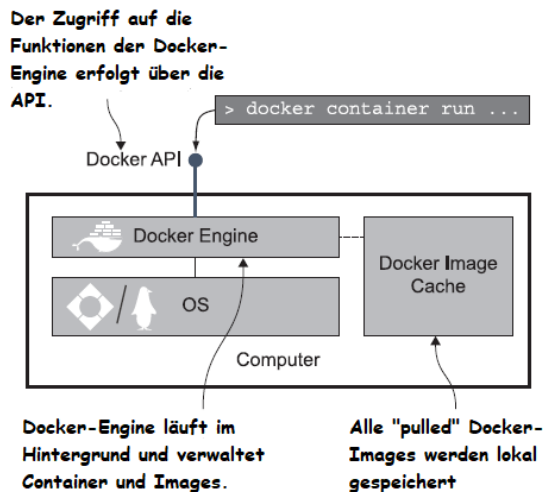 Der Zugriff auf die
Funktionen der Docker-
Engine erfolgt über die
API.
> docker container run ...
Docker API
Docker Engine
Docker Image
Cache
OS
Computer
Docker-Engine läuft im
Hintergrund und verwaltet
Container und Images.
Alle "pulled" Docker-
Images werden lokal
gespeichert